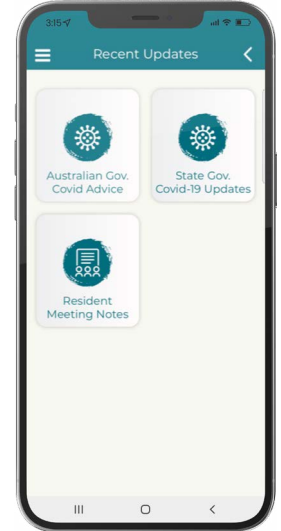 3:15
Recent Updates
Australian Gov.
Covid Advice
State Gov.
Covid-19 Updates
Resident
Meeting Notes